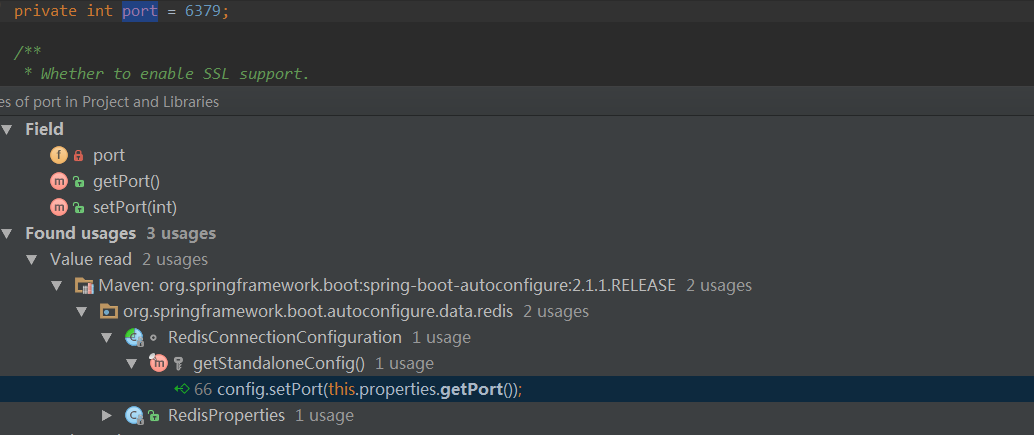 private int port = 6379;
/**
* Whether to enable SSL support.
es of port in Project and Libraries
Field
port
getPort()
setPort(int)
Found usages 3 usages
Value read 2 usages
Maven: org.springframework.boot:spring-boot-autoconfigure:2.1.1.RELEASE 2 usages
org.springframework.boot.autoconfigure.data.redis 2 usages
RedisConnectionConfiguration 1 usage
getStandaloneConfig() 1 usage
66 config.setPort(this.properties.getPort());
RedisProperties 1 usage